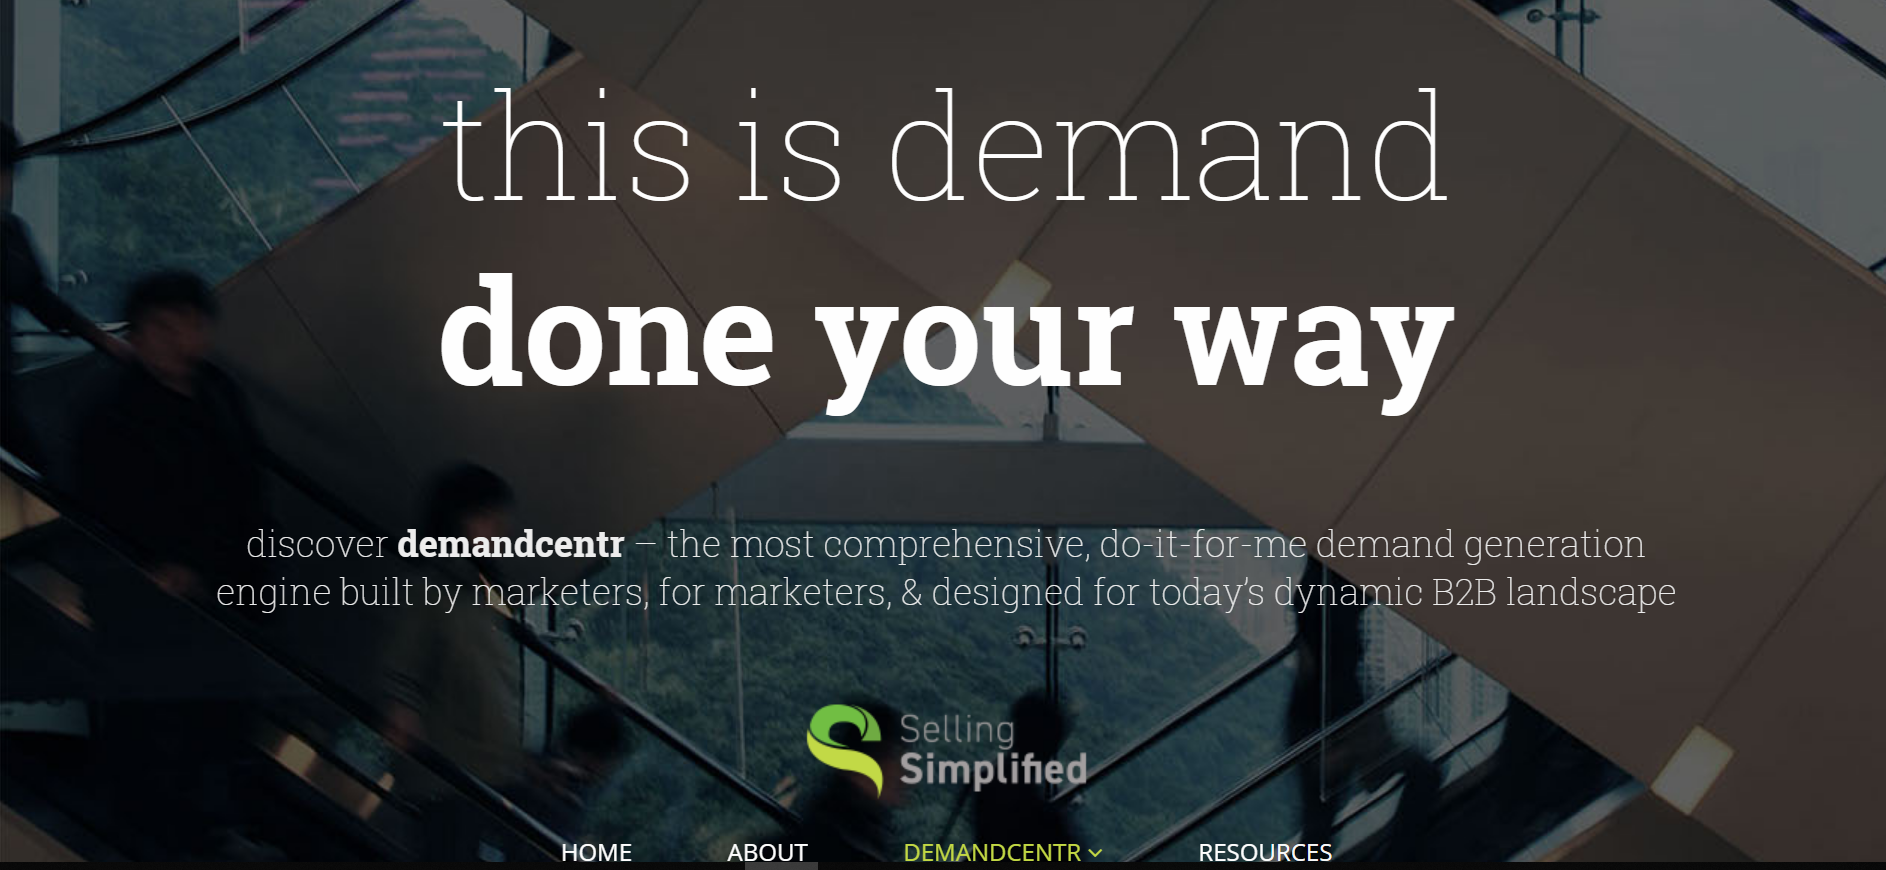 this is demand
done your way
discover demandcentr – the most comprehensive, do-it-for-me demand generation
engine built by marketers, for marketers, & designed for today’s dynamic B2B landscape
Selling
Simplified
HOME ABOUT DEMANDCENTR RESOURCES